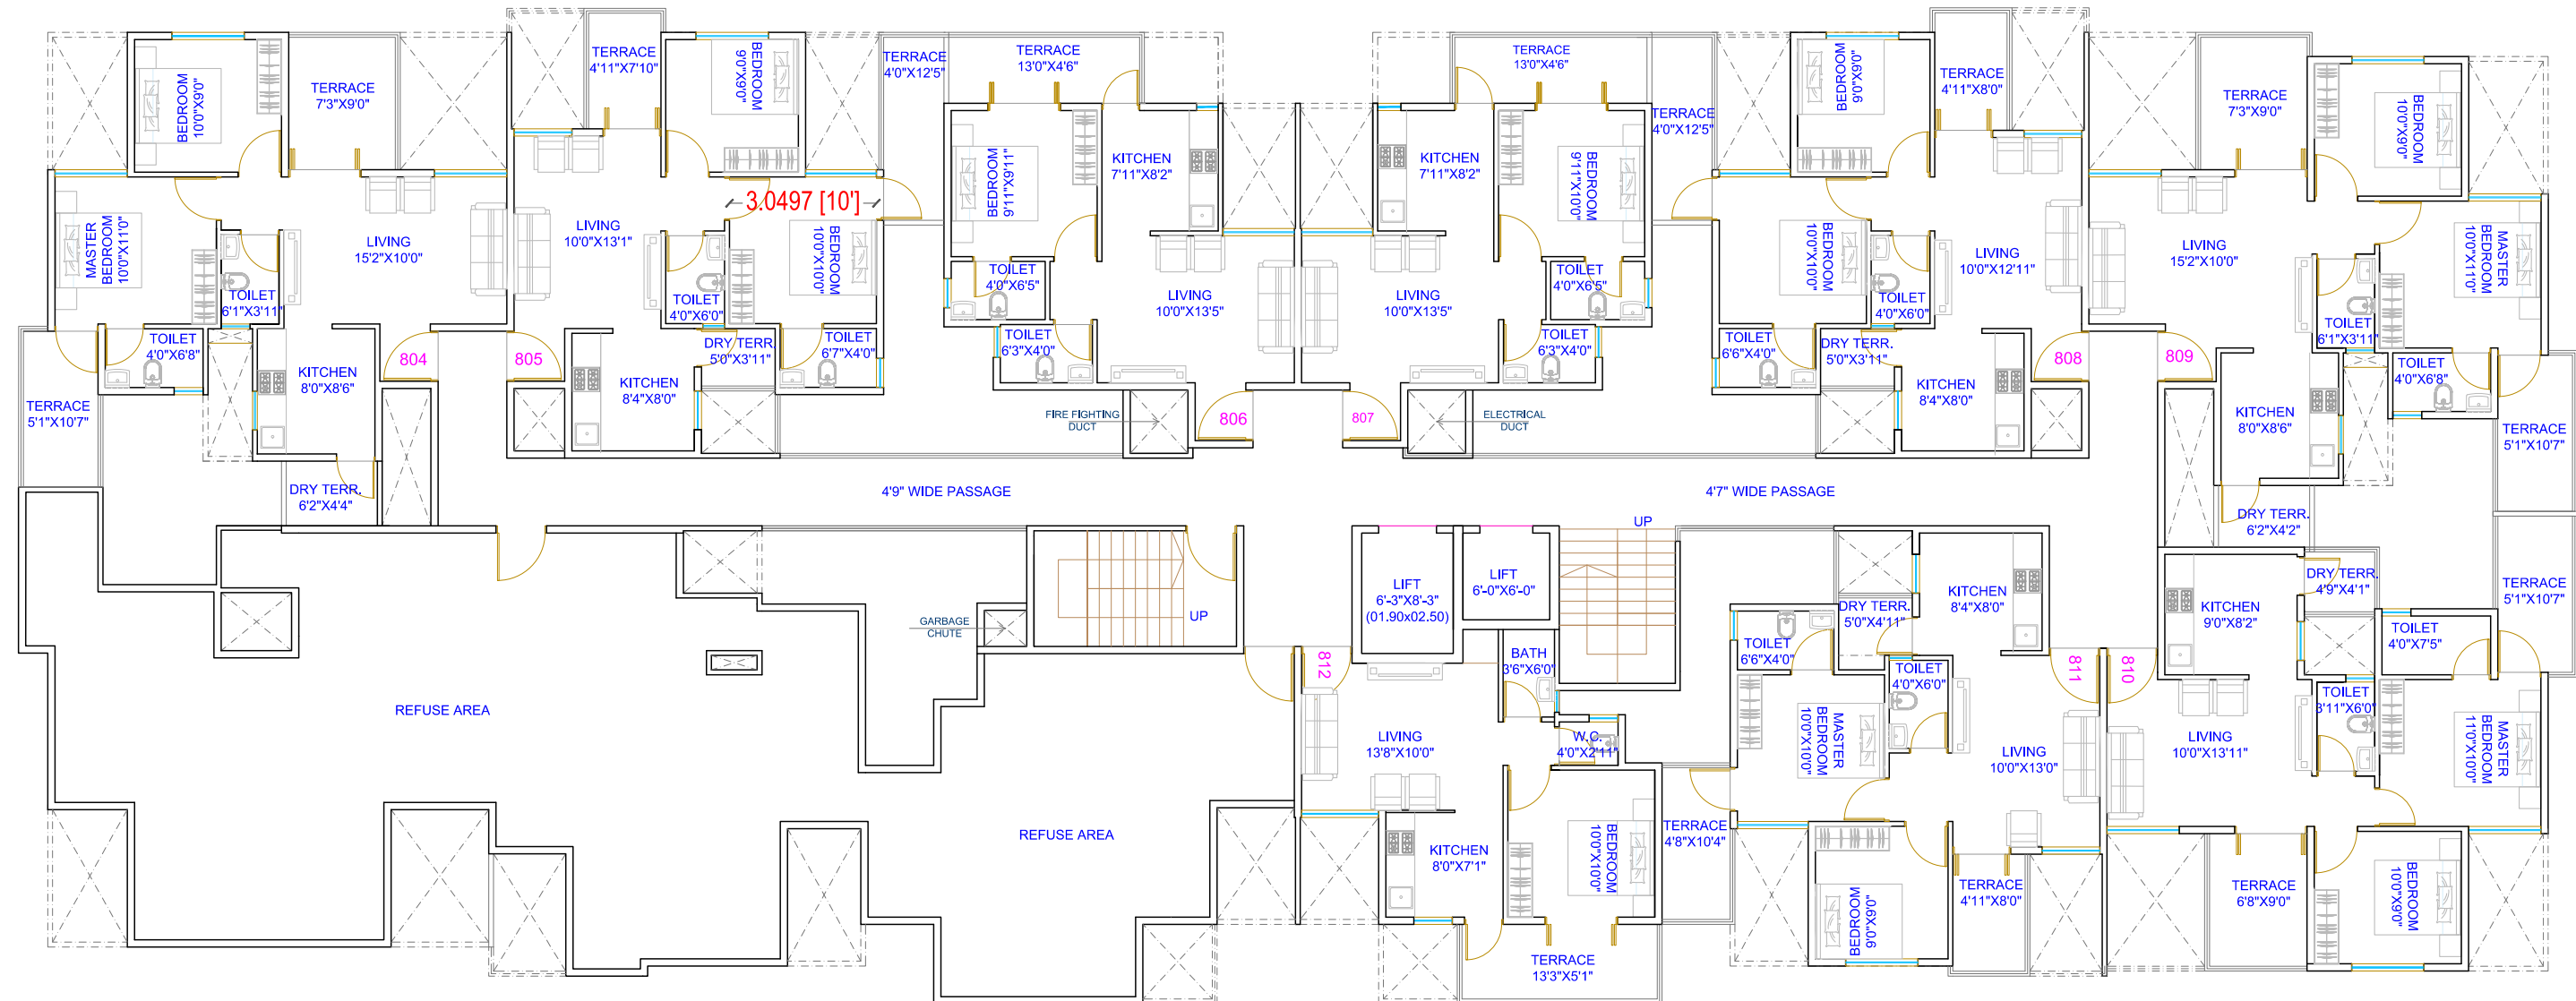 BEDROOM
10'0"X9'0"
TERRACE
7'3"X9'0"
MASTER
BEDROOM
10'0"X11'0"
LIVING
15'2"X10'0"
TOILET
6'1"X3'11"
TOILET
4'0"X6'8"
TERRACE
5'1"X10'7"
KITCHEN
8'0"X8'6"
DRY TERR.
6'2"X4'4"
804
TERRACE
4'11"X7'10"
BEDROOM
9'0"X9'0"
LIVING
10'0"X13'1"
3.0497 [10']
BEDROOM
10'0"X10'0"
TOILET
4'0"X6'0"
DRY TERR.
5'0"X3'11"
TOILET
6'7"X4'0"
KITCHEN
8'4"X8'0"
805
TERRACE
4'0"X12'5"
TERRACE
13'0"X4'6"
BEDROOM
9'11"X9'11"
KITCHEN
7'11"X8'2"
TOILET
4'0"X6'5"
LIVING
10'0"X13'5"
TOILET
6'3"X4'0"
FIRE FIGHTING
DUCT
806
TERRACE
13'0"X4'6"
TERRACE
4'0"X12'5"
KITCHEN
7'11"X8'2"
BEDROOM
9'11"X10'0"
TOILET
4'0"X6'5"
LIVING
10'0"X13'5"
TOILET
6'3"X4'0"
807
ELECTRICAL
DUCT
BEDROOM
9'0"X9'0"
TERRACE
4'11"X8'0"
BEDROOM
10'0"X10'0"
LIVING
10'0"X12'11"
TOILET
4'0"X6'0"
TOILET
6'6"X4'0"
DRY TERR.
5'0"X3'11"
KITCHEN
8'4"X8'0"
808
TERRACE
7'3"X9'0"
BEDROOM
10'0"X9'0"
LIVING
15'2"X10'0"
MASTER
BEDROOM
10'0"X11'0"
TOILET
6'1"X3'11"
TOILET
4'0"X6'8"
KITCHEN
8'0"X8'6"
TERRACE
5'1"X10'7"
DRY TERR.
6'2"X4'2"
809
4'9" WIDE PASSAGE
4'7" WIDE PASSAGE
UP
GARBAGE
CHUTE
REFUSE AREA
REFUSE AREA
LIFT
6'-3"X8'-3"
(01.90x02.50)
LIFT
6'-0"X6'-0"
UP
812
BATH
3'6"X6'0"
LIVING
13'8"X10'0"
W.C.
4'0"X2'11"
KITCHEN
8'0"X7'1"
BEDROOM
10'0"X10'0"
TERRACE
13'3"X5'1"
KITCHEN
8'4"X8'0"
DRY TERR.
5'0"X4'11"
TOILET
6'6"X4'0"
TOILET
4'0"X6'0"
811
MASTER
BEDROOM
10'0"X10'0"
LIVING
10'0"X13'0"
TERRACE
4'8"X10'4"
BEDROOM
9'0"X9'0"
TERRACE
4'11"X8'0"
810
DRY TERR.
4'9"X4'1"
KITCHEN
9'0"X8'2"
TERRACE
5'1"X10'7"
TOILET
4'0"X7'5"
TOILET
3'11"X6'0"
LIVING
10'0"X13'11"
MASTER
BEDROOM
11'0"X10'0"
TERRACE
6'8"X9'0"
BEDROOM
10'0"X9'0"